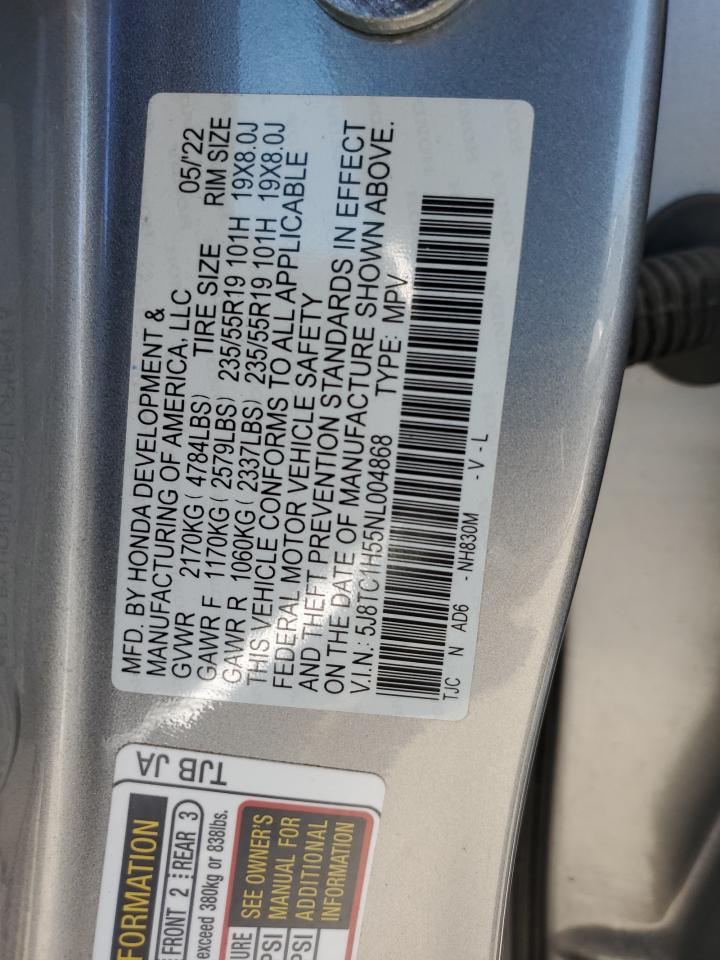 MFD. BY HONDA DEVELOPMENT &
MANUFACTURING OF AMERICA, LLC 05/'22
GVWR 2170KG ( 4784LBS) TIRE SIZE RIM SIZE
GAWR F 1170KG ( 2579LBS) 235/55R19 101H 19X8.0J
GAWR R 1060KG ( 2337LBS) 235/55R19 101H 19X8.0J
THIS VEHICLE CONFORMS TO ALL APPLICABLE
FEDERAL MOTOR VEHICLE SAFETY
AND THEFT PREVENTION STANDARDS IN EFFECT
ON THE DATE OF MANUFACTURE SHOWN ABOVE.
V.I.N.: 5J8TC1H55NL004868 TYPE: MPV
TJC N AD6 - NH830M - V - L
TJB JA
FORMATION
FRONT 2 REAR 3
exceed 380kg or 838lbs.
URE SEE OWNER'S
PSI MANUAL FOR
PSI ADDITIONAL
INFORMATION